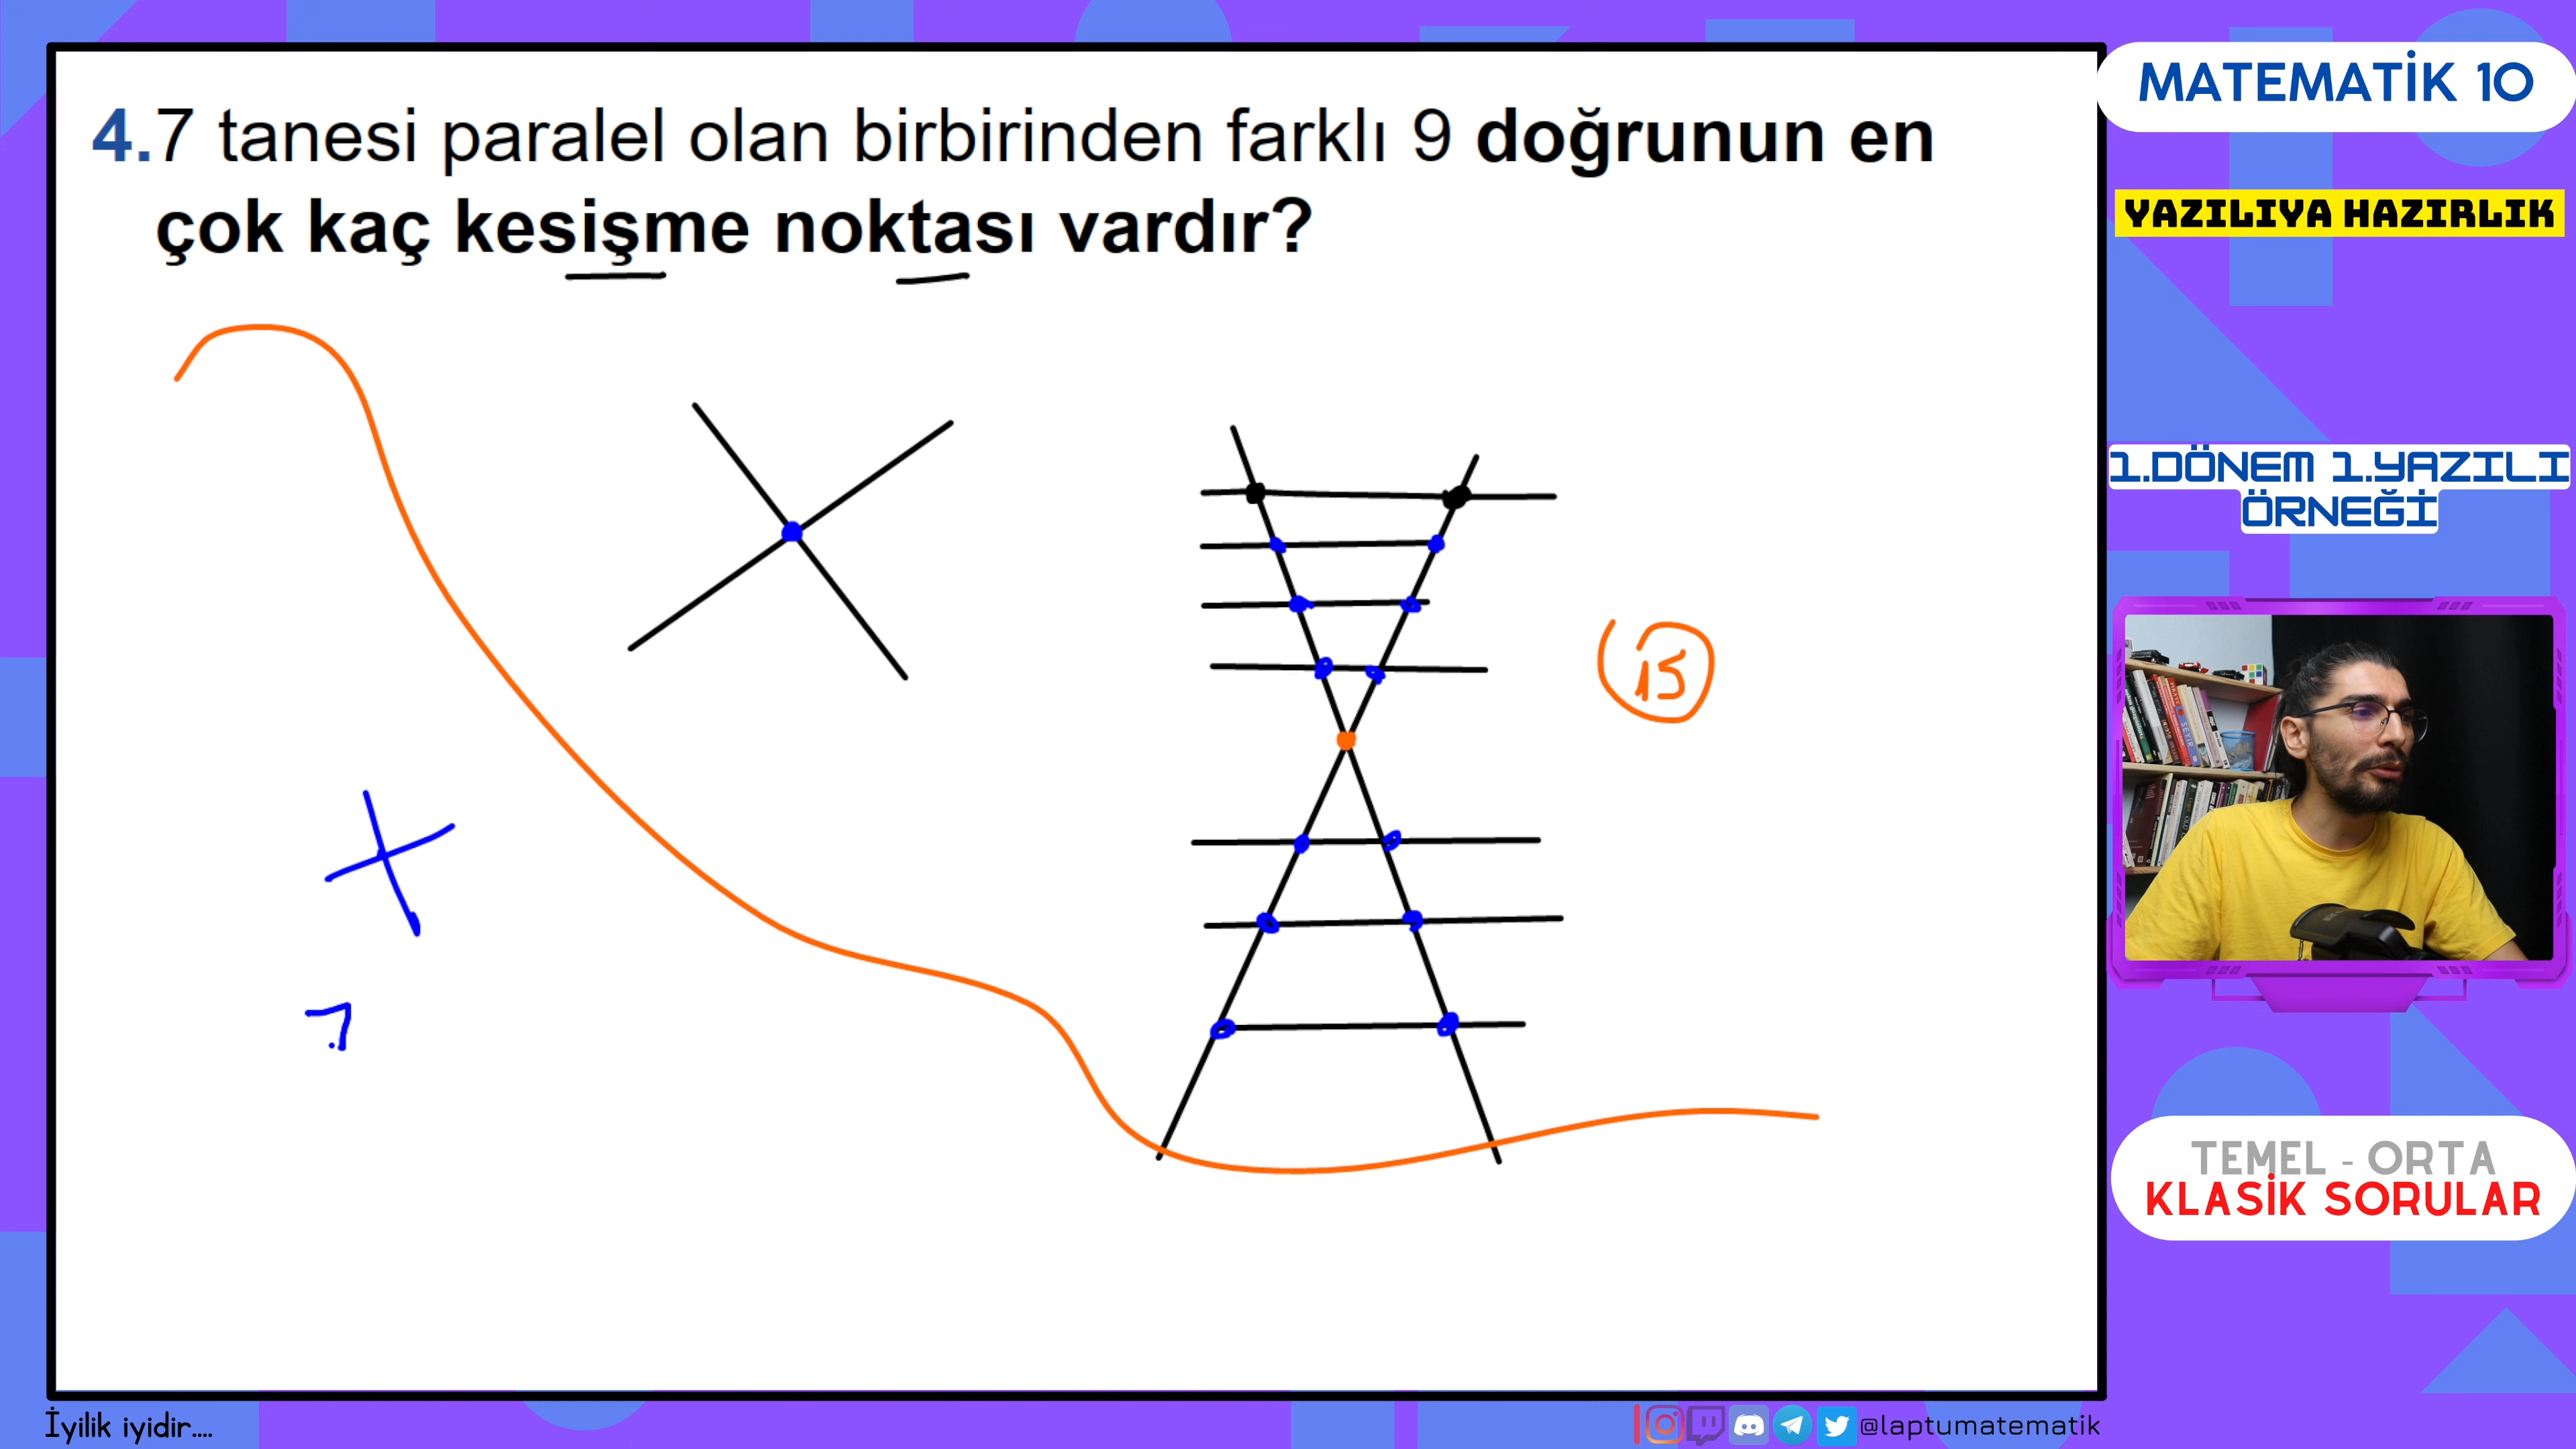 4.7 tanesi paralel olan birbirinden farklı 9 doğrunun en
çok kaç kesişme noktası vardır?
15
7
MATEMATİK 10
YAZILIYA HAZIRLIK
1.DÖNEM 1.YAZILI
ÖRNEĞİ
TEMEL - ORTA
KLASİK SORULAR
İyilik iyidir....
@laptumatematik